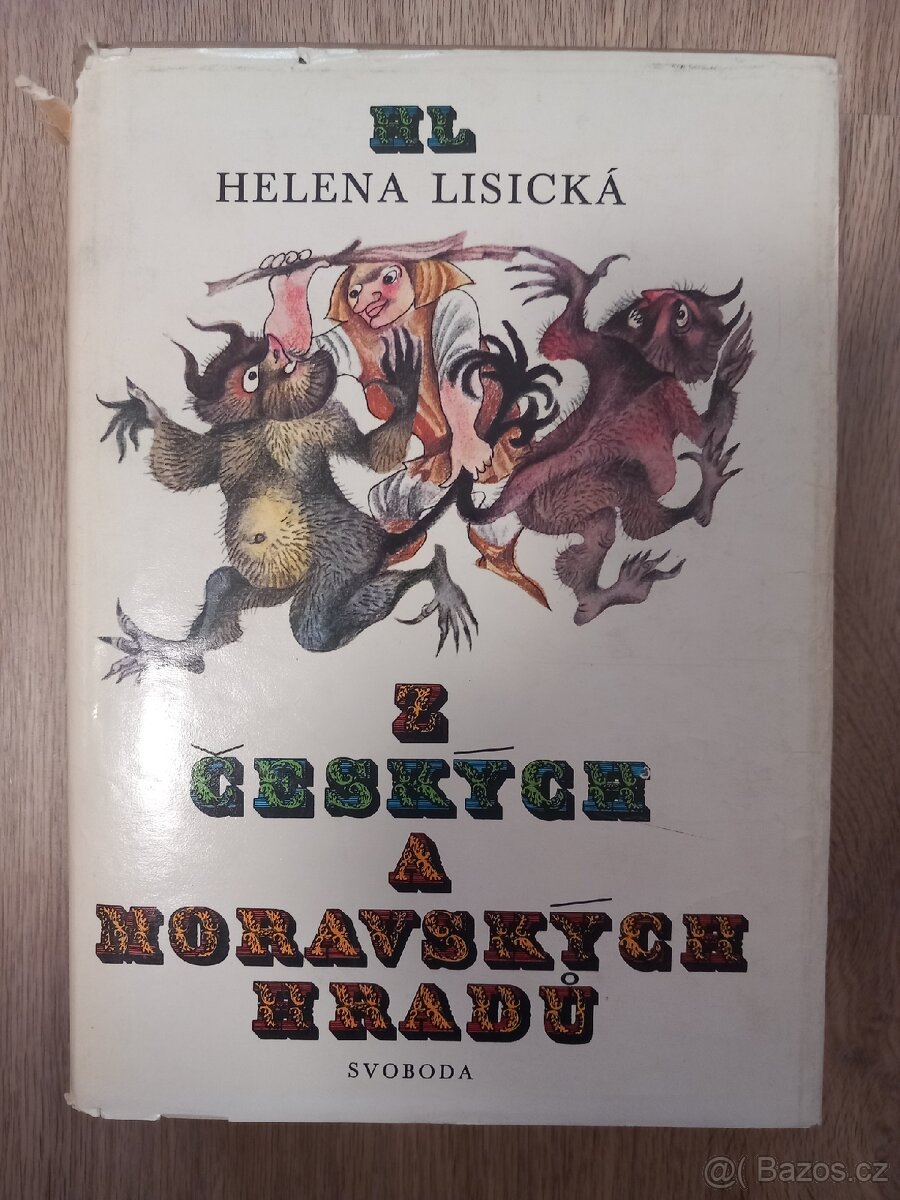 HL
HELENA LISICKÁ
Z
ČESKÝCH
A
MORAVSKÝCH
HRADŮ
SVOBODA
@( Bazos.cz